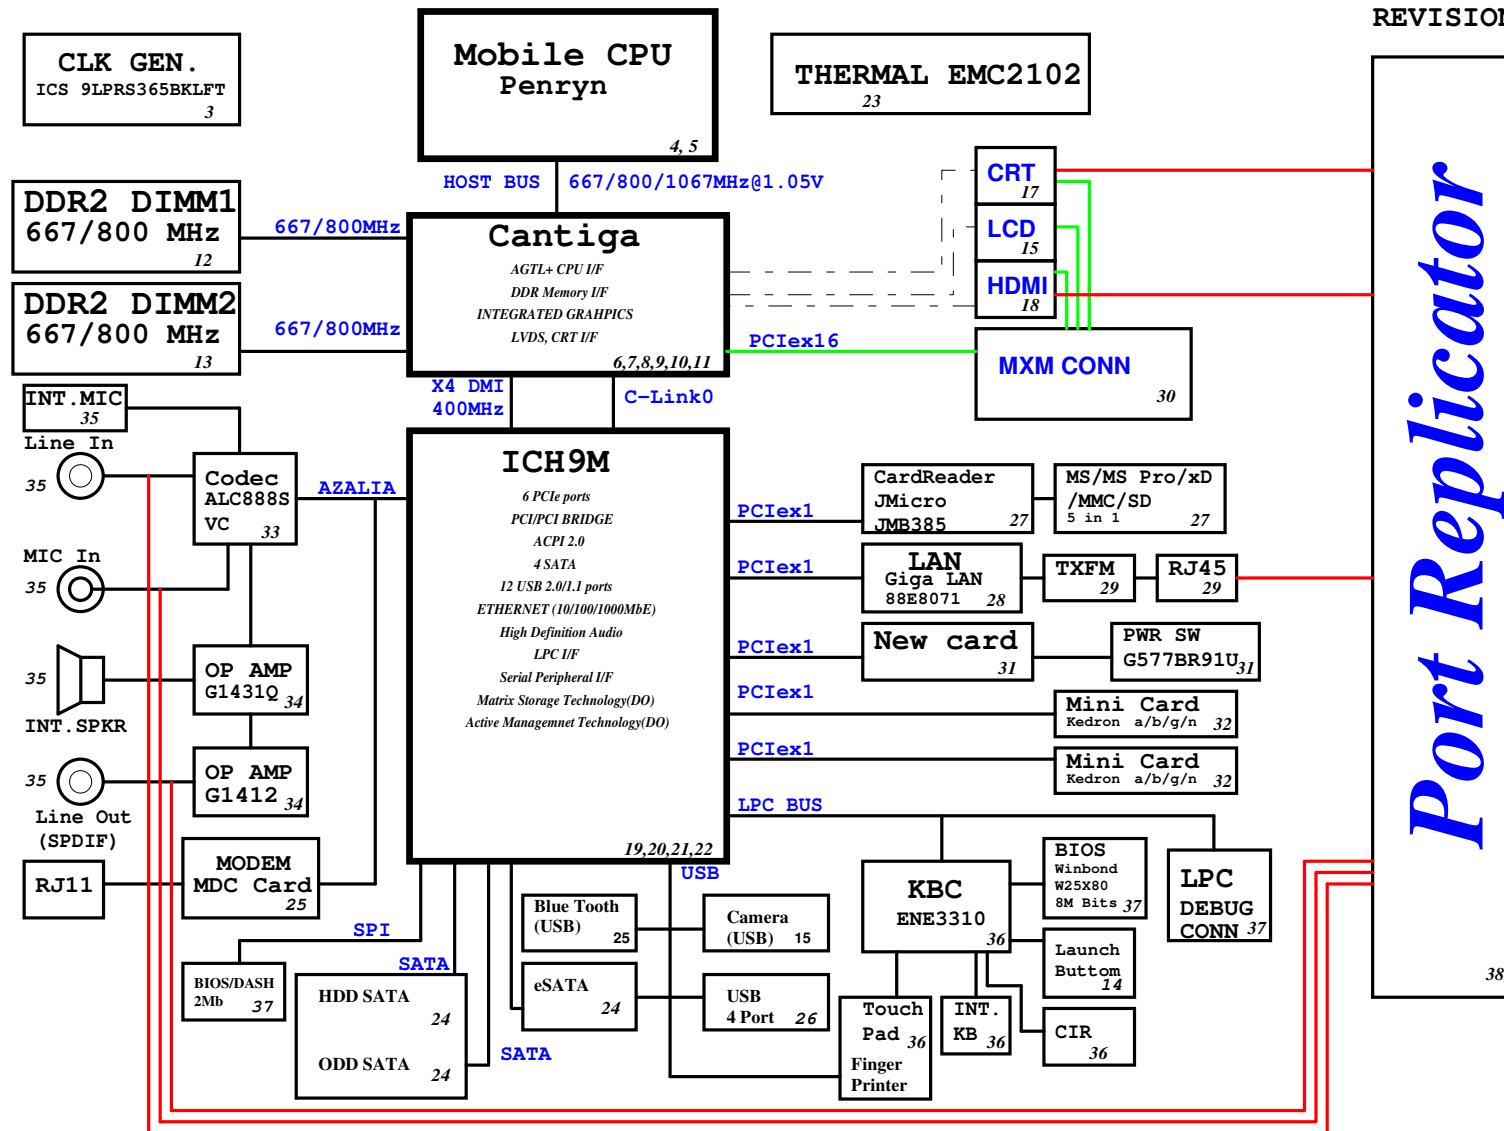 REVISION
CLK GEN.
ICS 9LPRS365BKLFT
3
Mobile CPU
Penryn
4, 5
THERMAL EMC2102
23
HOST BUS
667/800/1067MHz@1.05V
DDR2 DIMM1
667/800 MHz
12
667/800MHz
DDR2 DIMM2
667/800 MHz
13
667/800MHz
Cantiga
AGTL+ CPU I/F
DDR Memory I/F
INTEGRATED GRAHPICS
LVDS, CRT I/F
6,7,8,9,10,11
CRT
17
LCD
15
HDMI
18
PCIex16
MXM CONN
30
X4 DMI
400MHz
C-Link0
INT.MIC
35
Line In
35
Codec
ALC888S
VC
33
AZALIA
MIC In
35
OP AMP
G1431Q
34
35
INT.SPKR
OP AMP
G1412
34
35
Line Out
(SPDIF)
MODEM
MDC Card
25
RJ11
ICH9M
6 PCIe ports
PCI/PCI BRIDGE
ACPI 2.0
4 SATA
12 USB 2.0/1.1 ports
ETHERNET (10/100/1000MbE)
High Definition Audio
LPC I/F
Serial Peripheral I/F
Matrix Storage Technology(DO)
Active Managemnet Technology(DO)
19,20,21,22
PCIex1
CardReader
JMicro
JMB385
27
MS/MS Pro/xD
/MMC/SD
5 in 1
27
PCIex1
LAN
Giga LAN
88E8071
28
TXFM
29
RJ45
29
PCIex1
New card
31
PWR SW
G577BR91U
31
PCIex1
Mini Card
Kedron a/b/g/n
32
PCIex1
Mini Card
Kedron a/b/g/n
32
LPC BUS
USB
KBC
ENE3310
36
BIOS
Winbond
W25X80
8M Bits
37
LPC
DEBUG
CONN
37
Launch
Buttom
14
CIR
36
INT.
KB
36
Touch
Pad
36
Finger
Printer
Blue Tooth
(USB)
25
Camera
(USB)
15
eSATA
24
USB
4 Port
26
SPI
SATA
BIOS/DASH
2Mb
37
HDD SATA
24
ODD SATA
24
SATA
Port Replicator
38